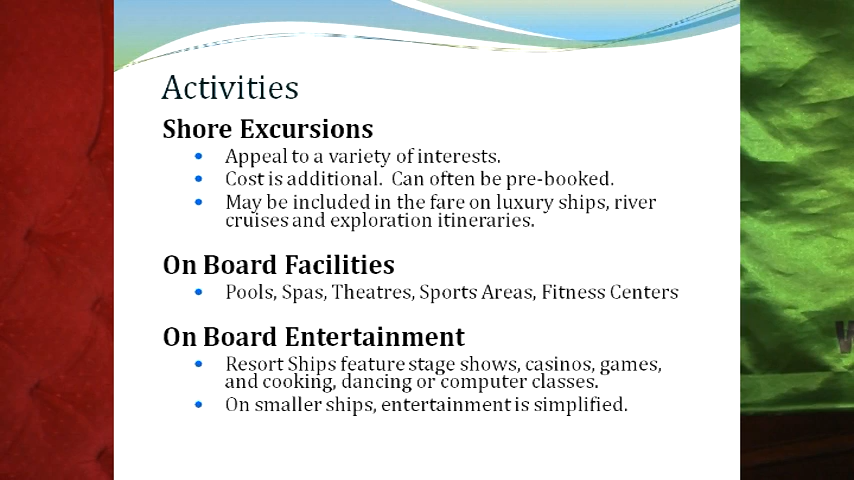 Activities
Shore Excursions
• Appeal to a variety of interests.
• Cost is additional.  Can often be pre-booked.
• May be included in the fare on luxury ships, river
cruises and exploration itineraries.
On Board Facilities
• Pools, Spas, Theatres, Sports Areas, Fitness Centers
On Board Entertainment
• Resort Ships feature stage shows, casinos, games,
and cooking, dancing or computer classes.
• On smaller ships, entertainment is simplified.